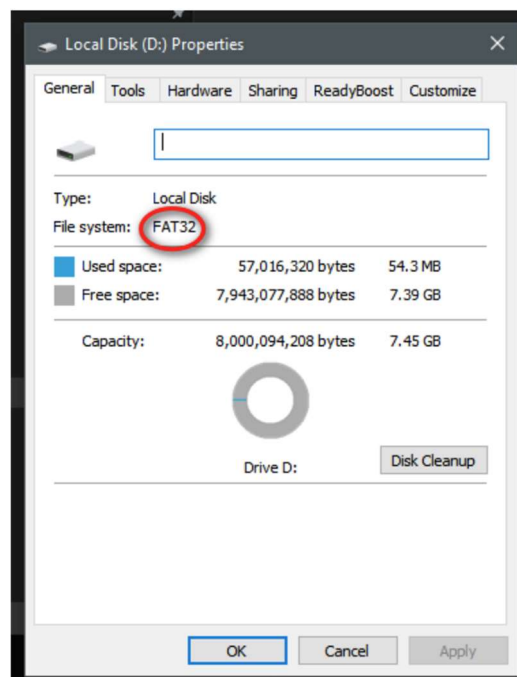 Local Disk (D:) Properties
General Tools Hardware Sharing ReadyBoost Customize
Type: Local Disk
File system: FAT32
Used space: 57,016,320 bytes 54.3 MB
Free space: 7,943,077,888 bytes 7.39 GB
Capacity: 8,000,094,208 bytes 7.45 GB
Drive D: Disk Cleanup
OK Cancel Apply